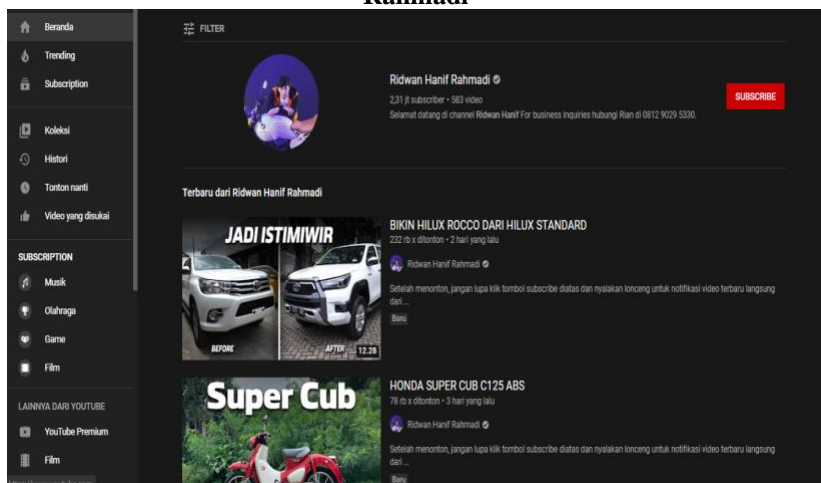 Rahmadi
Beranda
Trending
Subscription
Koleksi
Histori
Tonton nanti
Video yang disukai
SUBSCRIPTION
Musik
Olahraga
Game
Film
LAINNYA DARI YOUTUBE
YouTube Premium
Film
FILTER
Ridwan Hanif Rahmadi
2,31 jt subscriber • 583 video
Selamat datang di channel Ridwan Hanif For business inquiries hubungi Rian di 0812 9029 5330.
SUBSCRIBE
Terbaru dari Ridwan Hanif Rahmadi
JADI ISTIMIWIR
BEFORE
AFTER
12.28
BIKIN HILUX ROCCO DARI HILUX STANDARD
232 rb x ditonton • 2 hari yang lalu
Ridwan Hanif Rahmadi
Setelah menonton, jangan lupa klik tombol subscribe diatas dan nyalakan lonceng untuk notifikasi video terbaru langsung
dari ...
Baru
Super Cub
HONDA SUPER CUB C125 ABS
78 rb x ditonton • 3 hari yang lalu
Ridwan Hanif Rahmadi
Setelah menonton, jangan lupa klik tombol subscribe diatas dan nyalakan lonceng untuk notifikasi video terbaru langsung
dari ...
Baru